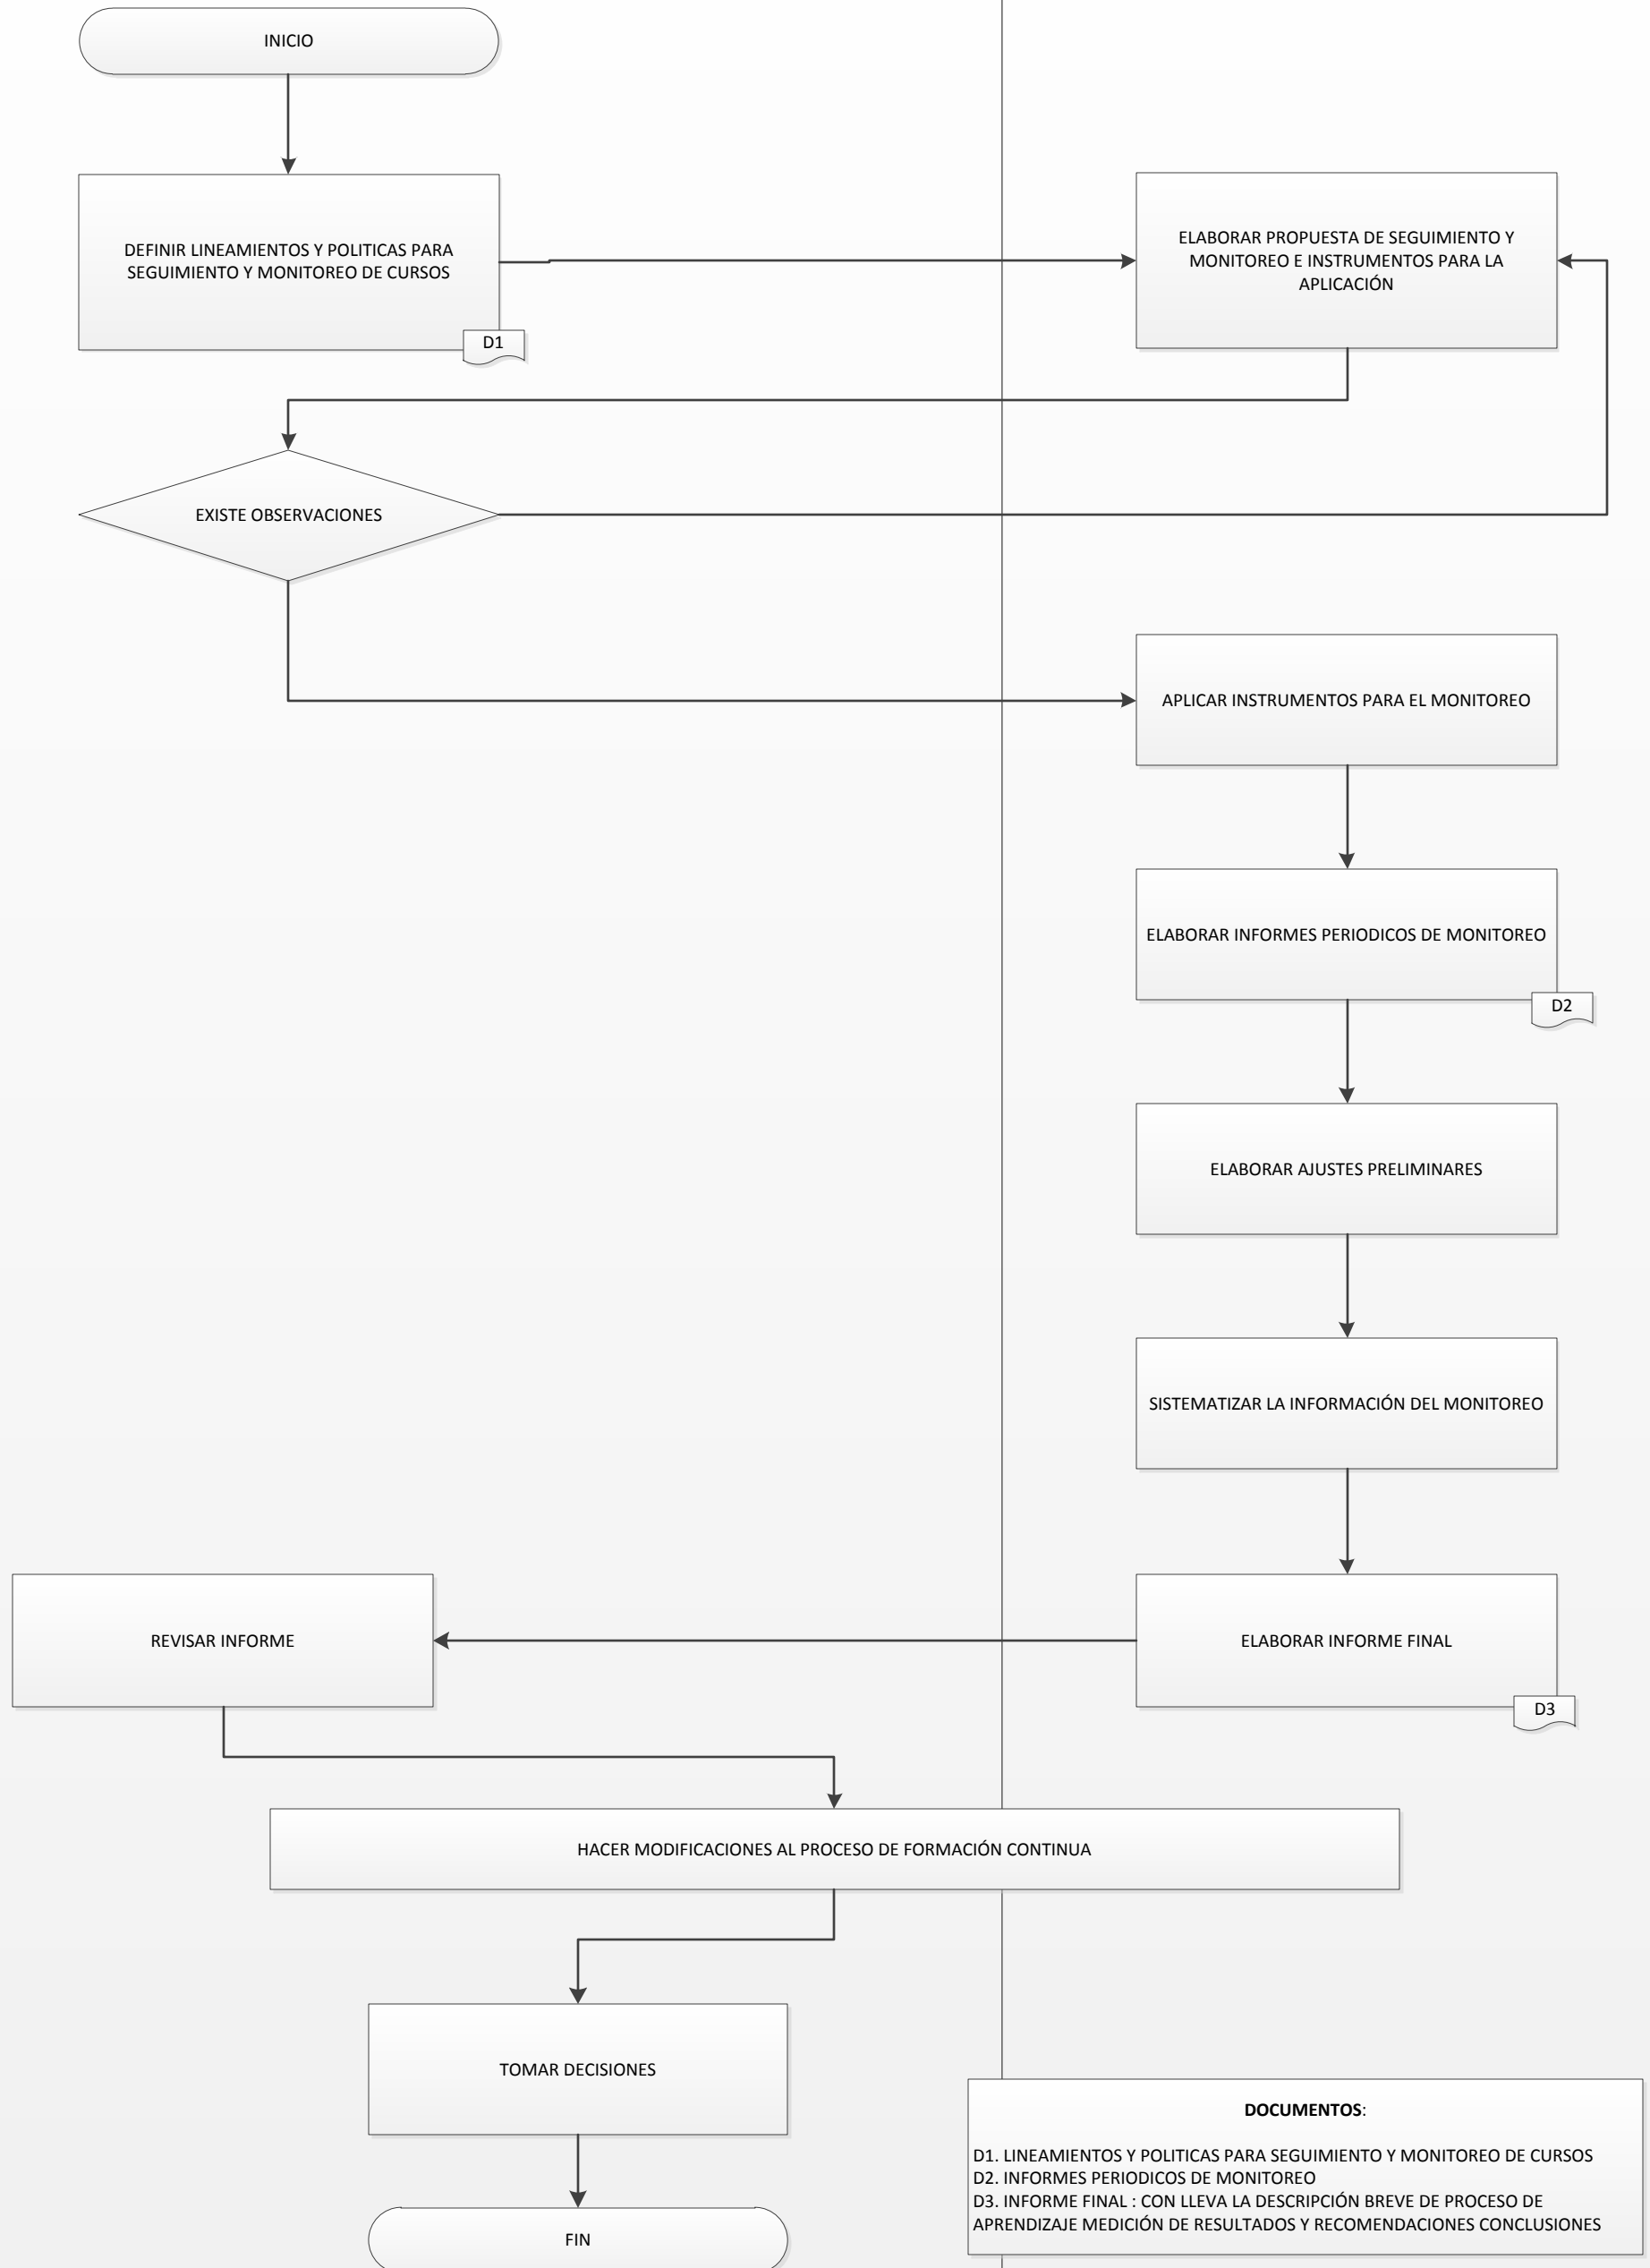 INICIO
DEFINIR LINEAMIENTOS Y POLITICAS PARA
SEGUIMIENTO Y MONITOREO DE CURSOS
D1
ELABORAR PROPUESTA DE SEGUIMIENTO Y
MONITOREO E INSTRUMENTOS PARA LA
APLICACIÓN
EXISTE OBSERVACIONES
APLICAR INSTRUMENTOS PARA EL MONITOREO
ELABORAR INFORMES PERIODICOS DE MONITOREO
D2
ELABORAR AJUSTES PRELIMINARES
SISTEMATIZAR LA INFORMACIÓN DEL MONITOREO
ELABORAR INFORME FINAL
D3
REVISAR INFORME
HACER MODIFICACIONES AL PROCESO DE FORMACIÓN CONTINUA
TOMAR DECISIONES
FIN
DOCUMENTOS:
D1. LINEAMIENTOS Y POLITICAS PARA SEGUIMIENTO Y MONITOREO DE CURSOS
D2. INFORMES PERIODICOS DE MONITOREO
D3. INFORME FINAL : CON LLEVA LA DESCRIPCIÓN BREVE DE PROCESO DE
APRENDIZAJE MEDICIÓN DE RESULTADOS Y RECOMENDACIONES CONCLUSIONES